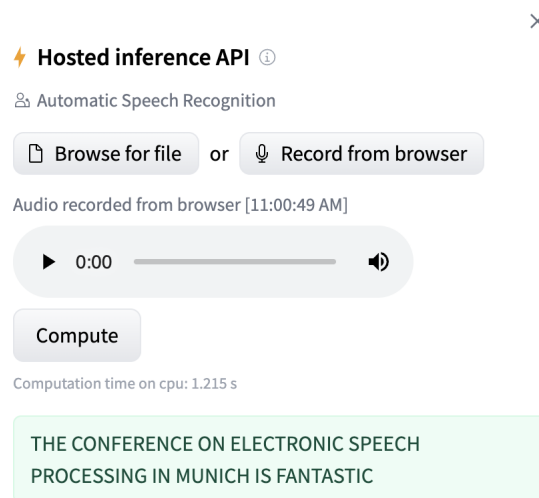 Hosted inference API
Automatic Speech Recognition
Browse for file or Record from browser
Audio recorded from browser [11:00:49 AM]
0:00
Compute
Computation time on cpu: 1.215 s
THE CONFERENCE ON ELECTRONIC SPEECH
PROCESSING IN MUNICH IS FANTASTIC